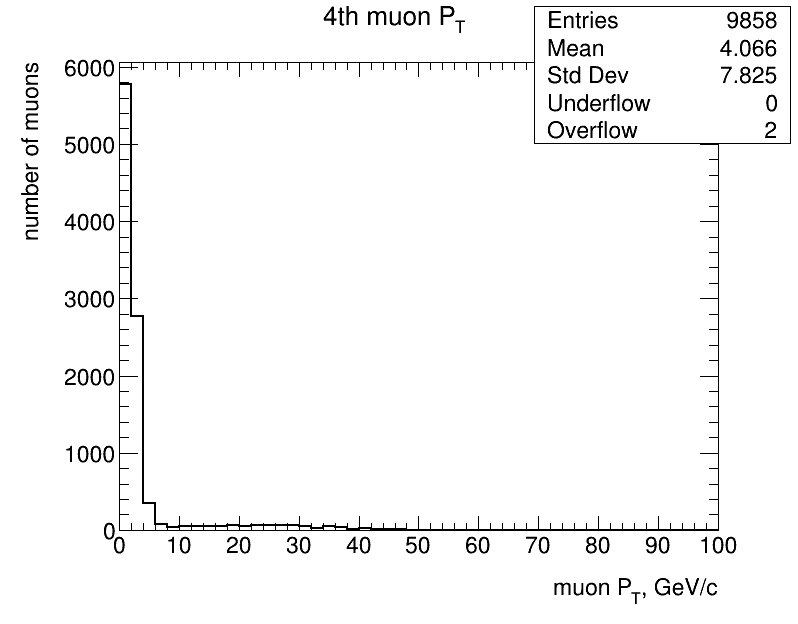 4th muon P_T
Entries 9858
Mean 4.066
Std Dev 7.825
Underflow 0
Overflow 2
number of muons
6000
5000
4000
3000
2000
1000
0
0 10 20 30 40 50 60 70 80 90 100
muon P_T, GeV/c